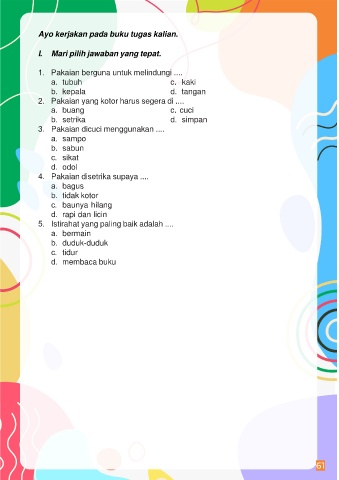 Ayo kerjakan pada buku tugas kalian.
I. Mari pilih jawaban yang tepat.
1. Pakaian berguna untuk melindungi ....
a. tubuh c. kaki
b. kepala d. tangan
2. Pakaian yang kotor harus segera di ....
a. buang c. cuci
b. setrika d. simpan
3. Pakaian dicuci menggunakan ....
a. sampo
b. sabun
c. sikat
d. odol
4. Pakaian disetrika supaya ....
a. bagus
b. tidak kotor
c. baunya hilang
d. rapi dan licin
5. Istirahat yang paling baik adalah ....
a. bermain
b. duduk-duduk
c. tidur
d. membaca buku
61